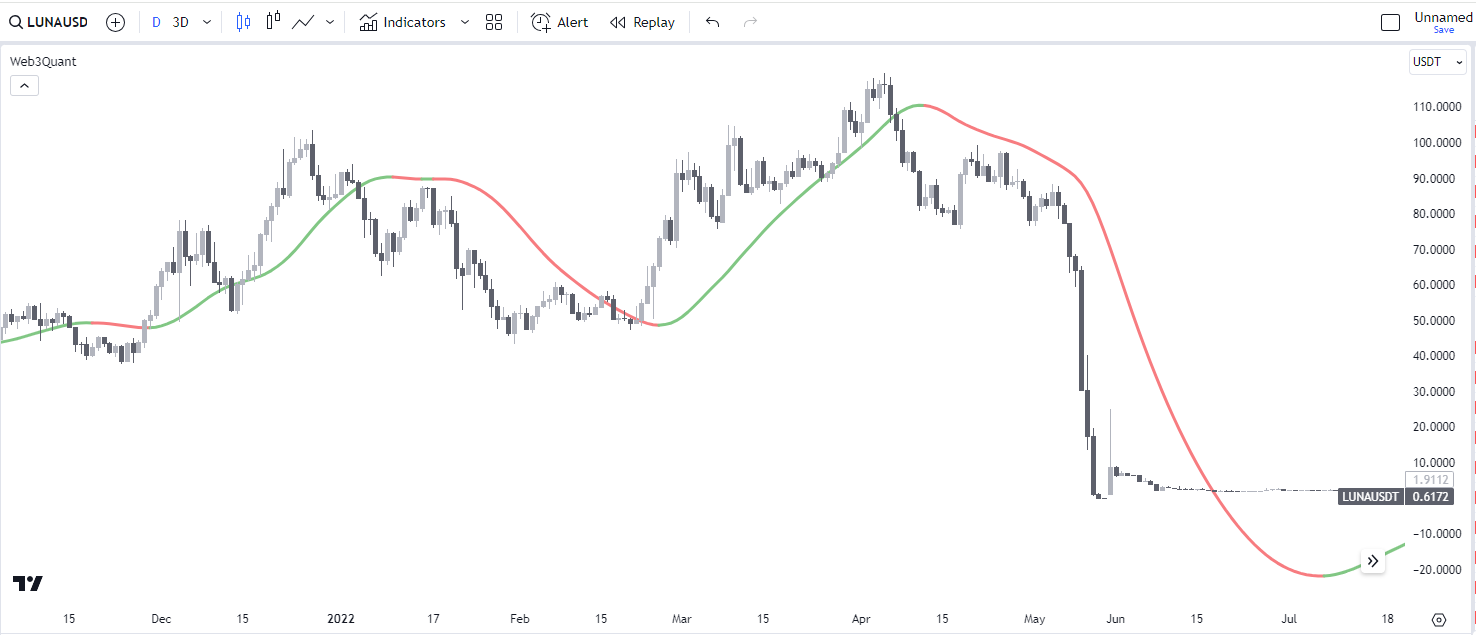 LUNAUSD D 3D Indicators Alert Replay Unnamed
Save
Web3Quant
USDT
110.0000
100.0000
90.0000
80.0000
70.0000
60.0000
50.0000
40.0000
30.0000
20.0000
10.0000
1.9112
LUNAUSDT 0.6172
−10.0000
−20.0000
15 Dec 15 2022 17 Feb 15 Mar 15 Apr 15 May Jun 15 Jul 18